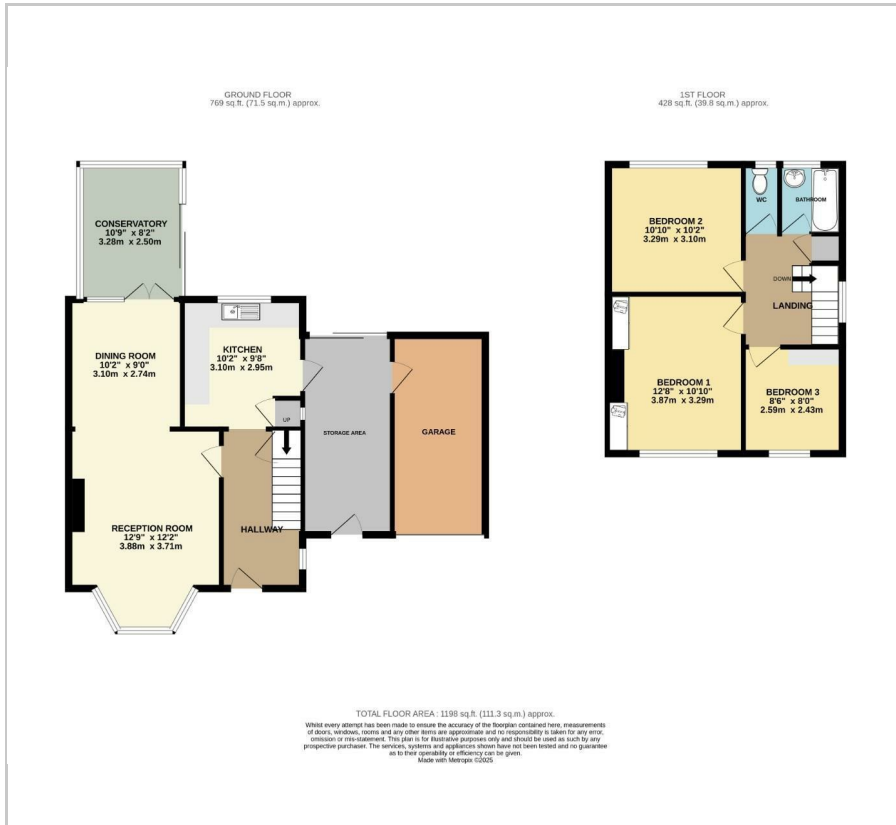 GROUND FLOOR
769 sq.ft. (71.5 sq.m.) approx.
CONSERVATORY
10'9" x 8'2"
3.28m x 2.50m
DINING ROOM
10'2" x 9'0"
3.10m x 2.74m
KITCHEN
10'2" x 9'8"
3.10m x 2.95m
UP
STORAGE AREA
GARAGE
RECEPTION ROOM
12'9" x 12'2"
3.88m x 3.71m
HALLWAY
1ST FLOOR
428 sq.ft. (39.8 sq.m.) approx.
BEDROOM 2
10'10" x 10'2"
3.29m x 3.10m
WC
BATHROOM
DOWN
LANDING
BEDROOM 1
12'8" x 10'10"
3.87m x 3.29m
BEDROOM 3
8'6" x 8'0"
2.59m x 2.43m
TOTAL FLOOR AREA : 1198 sq.ft. (111.3 sq.m.) approx.
Whilst every attempt has been made to ensure the accuracy of the floorplan contained here, measurements
of doors, windows, rooms and any other items are approximate and no responsibility is taken for any error,
omission or mis-statement. This plan is for illustrative purposes only and should be used as such by any
prospective purchaser. The services, systems and appliances shown have not been tested and no guarantee
as to their operability or efficiency can be given.
Made with Metropix ©2025